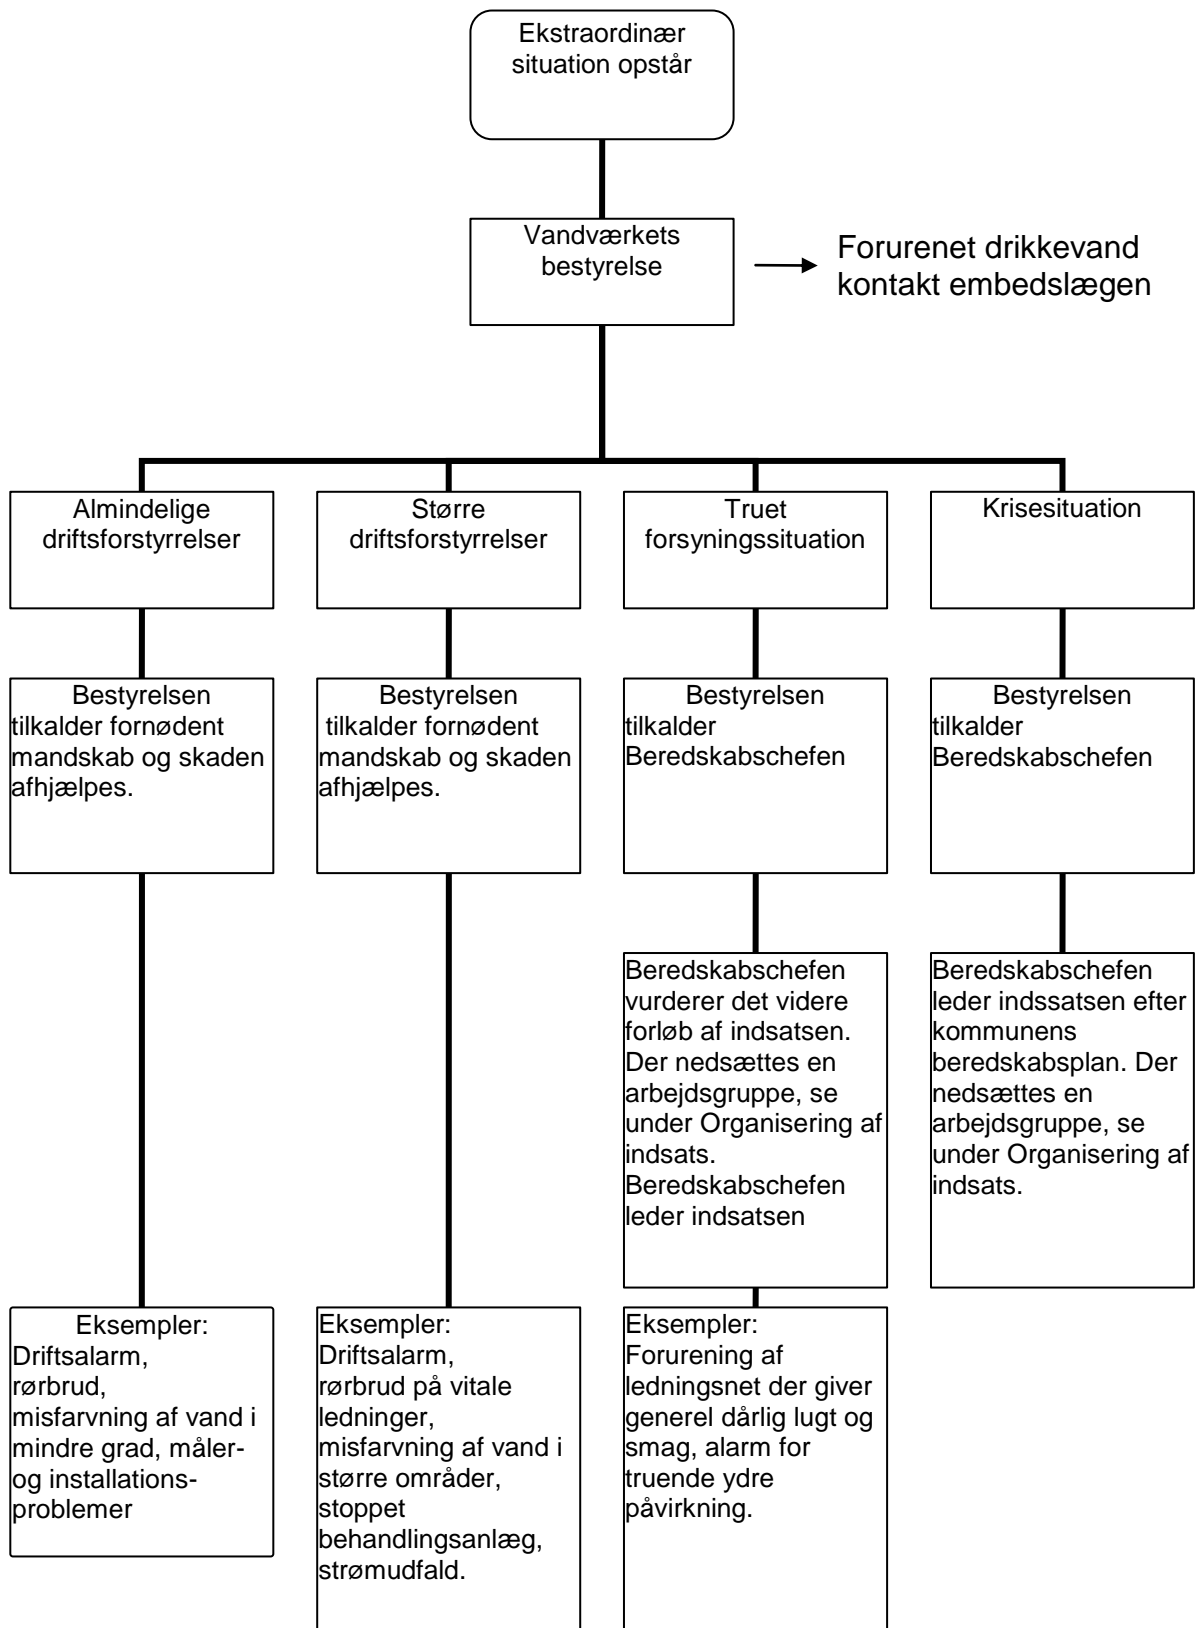 Ekstraordinær
situation opstår
Vandværkets
bestyrelse
Forurenet drikkevand
kontakt embedslægen
Almindelige
driftsforstyrrelser
Større
driftsforstyrrelser
Truet
forsyningssituation
Krisesituation
Bestyrelsen
tilkalder fornødent
mandskab og skaden
afhjælpes.
Bestyrelsen
tilkalder fornødent
mandskab og skaden
afhjælpes.
Bestyrelsen
tilkalder
Beredskabschefen
Bestyrelsen
tilkalder
Beredskabschefen
Beredskabschefen
vurderer det videre
forløb af indsatsen.
Der nedsættes en
arbejdsgruppe, se
under Organisering af
indsats.
Beredskabschefen
leder indsatsen
Beredskabschefen
leder indssatsen efter
kommunens
beredskabsplan. Der
nedsættes en
arbejdsgruppe, se
under Organisering af
indsats.
Eksempler:
Driftsalarm,
rørbrud,
misfarvning af vand i
mindre grad, måler-
og installations-
problemer
Eksempler:
Driftsalarm,
rørbrud på vitale
ledninger,
misfarvning af vand i
større områder,
stoppet
behandlingsanlæg,
strømudfald.
Eksempler:
Forurening af
ledningsnet der giver
generel dårlig lugt og
smag, alarm for
truende ydre
påvirkning.